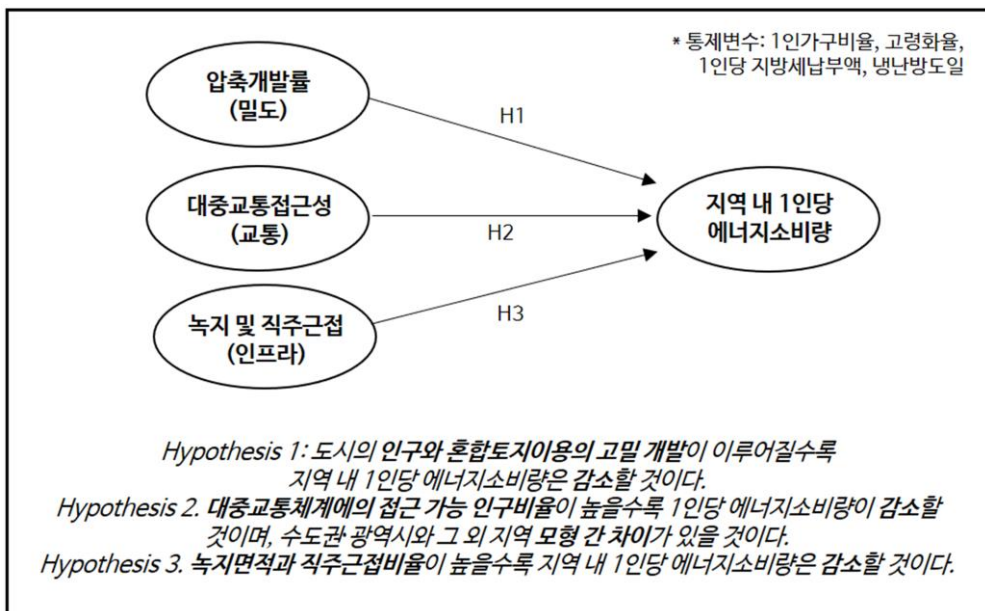 * 통제변수: 1인가구비율, 고령화율,
1인당 지방세납부액, 냉난방도일
압축개발률
(밀도)
H1
대중교통접근성
(교통)
H2
지역 내 1인당
에너지소비량
녹지 및 직주근접
(인프라)
H3
Hypothesis 1: 도시의 인구와 혼합토지이용의 고밀 개발이 이루어질수록
지역 내 1인당 에너지소비량은 감소할 것이다.
Hypothesis 2. 대중교통체계에의 접근 가능 인구비율이 높을수록 1인당 에너지소비량이 감소할
것이며, 수도권 광역시와 그 외 지역 모형 간 차이가 있을 것이다.
Hypothesis 3. 녹지면적과 직주근접비율이 높을수록 지역 내 1인당 에너지소비량은 감소할 것이다.